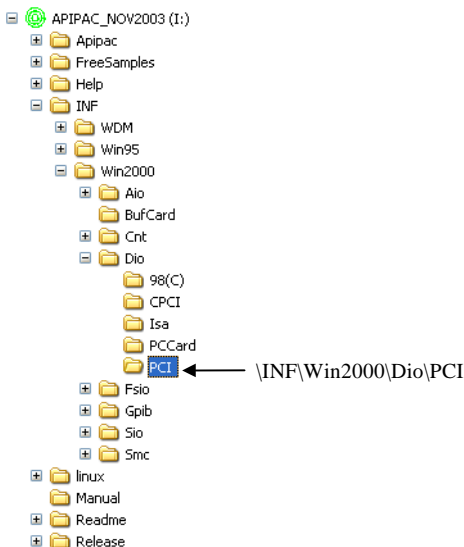 APIPAC_NOV2003 (I:)
Apipac
FreeSamples
Help
INF
WDM
Win95
Win2000
Aio
BufCard
Cnt
Dio
98(C)
CPCI
Isa
PCCard
PCI \INF\Win2000\Dio\PCI
Fsio
Gpib
Sio
Smc
linux
Manual
Readme
Release